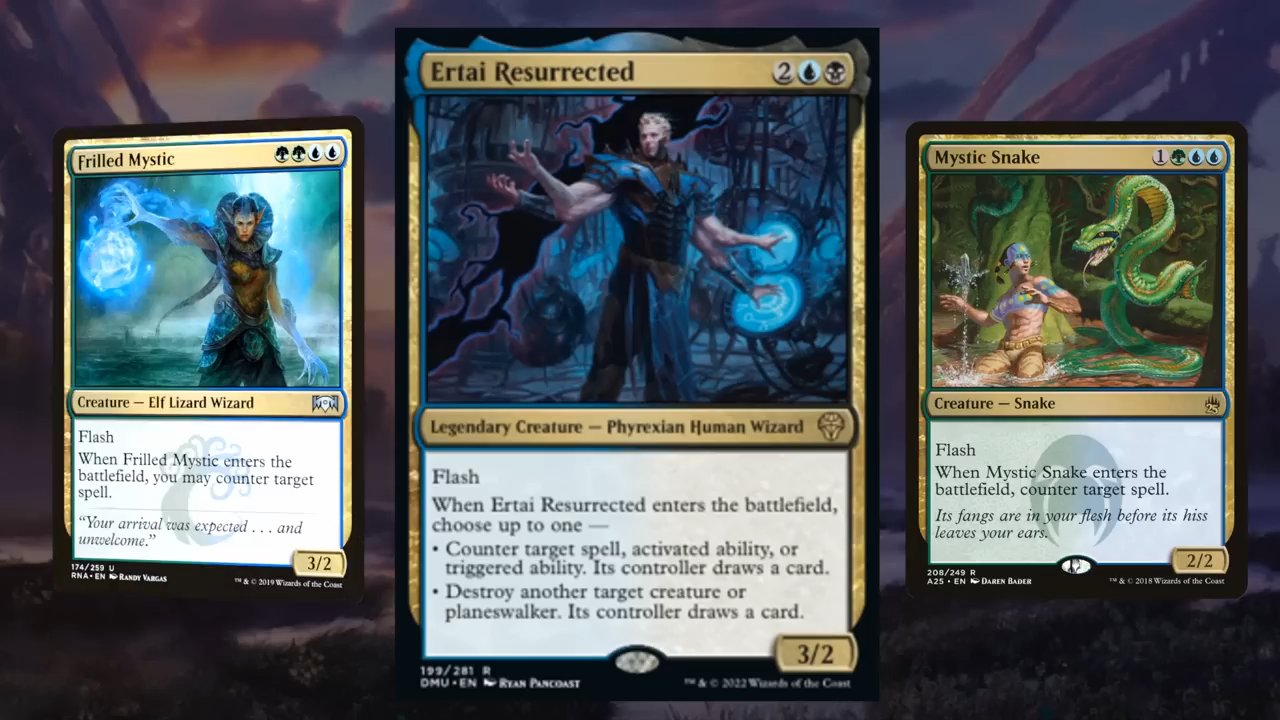 Frilled Mystic
Creature — Elf Lizard Wizard
Flash
When Frilled Mystic enters the
battlefield, you may counter target
spell.
“Your arrival was expected . . . and
unwelcome.”
3/2
174/259 U
RNA • EN RANDY VARGAS
™ & © 2019 Wizards of the Coast
Ertai Resurrected
2
Legendary Creature — Phyrexian Human Wizard
Flash
When Ertai Resurrected enters the battlefield,
choose up to one —
• Counter target spell, activated ability, or
triggered ability. Its controller draws a card.
• Destroy another target creature or
planeswalker. Its controller draws a card.
3/2
199/281 R
DMU • EN RYAN PANCOAST
™ & © 2022 Wizards of the Coast
Mystic Snake
1
Creature — Snake
25
Flash
When Mystic Snake enters the
battlefield, counter target spell.
Its fangs are in your flesh before its hiss
leaves your ears.
2/2
208/249 R
A25 • EN DAREN BADER
™ & © 2018 Wizards of the Coast